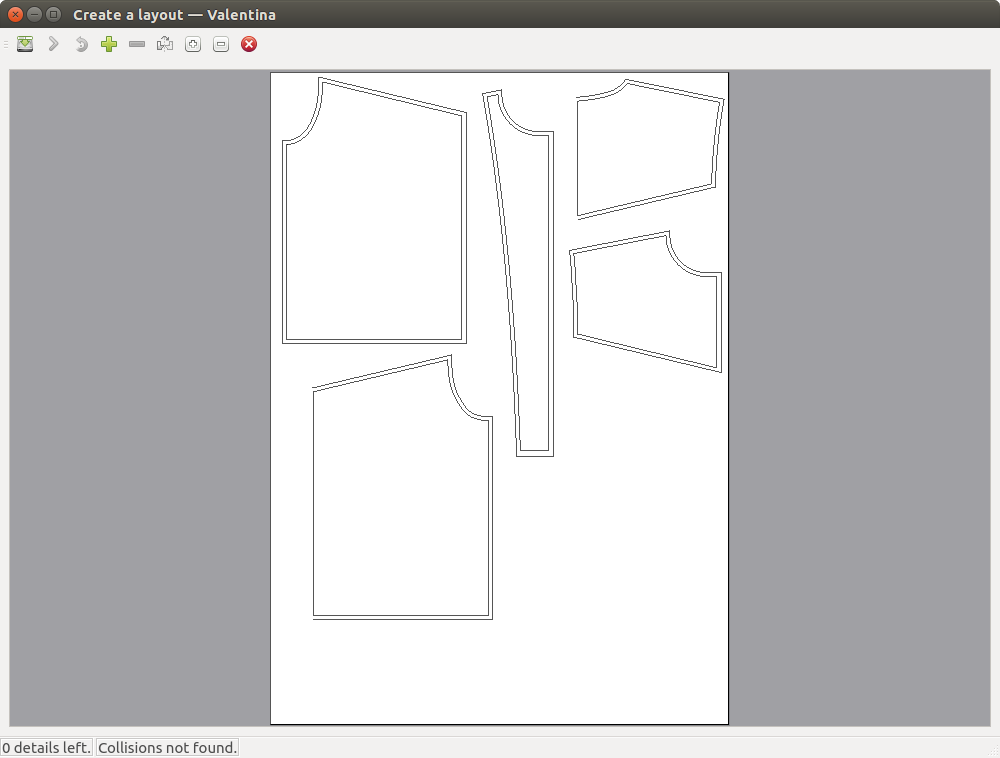 Create a layout — Valentina
0 details left. Collisions not found.